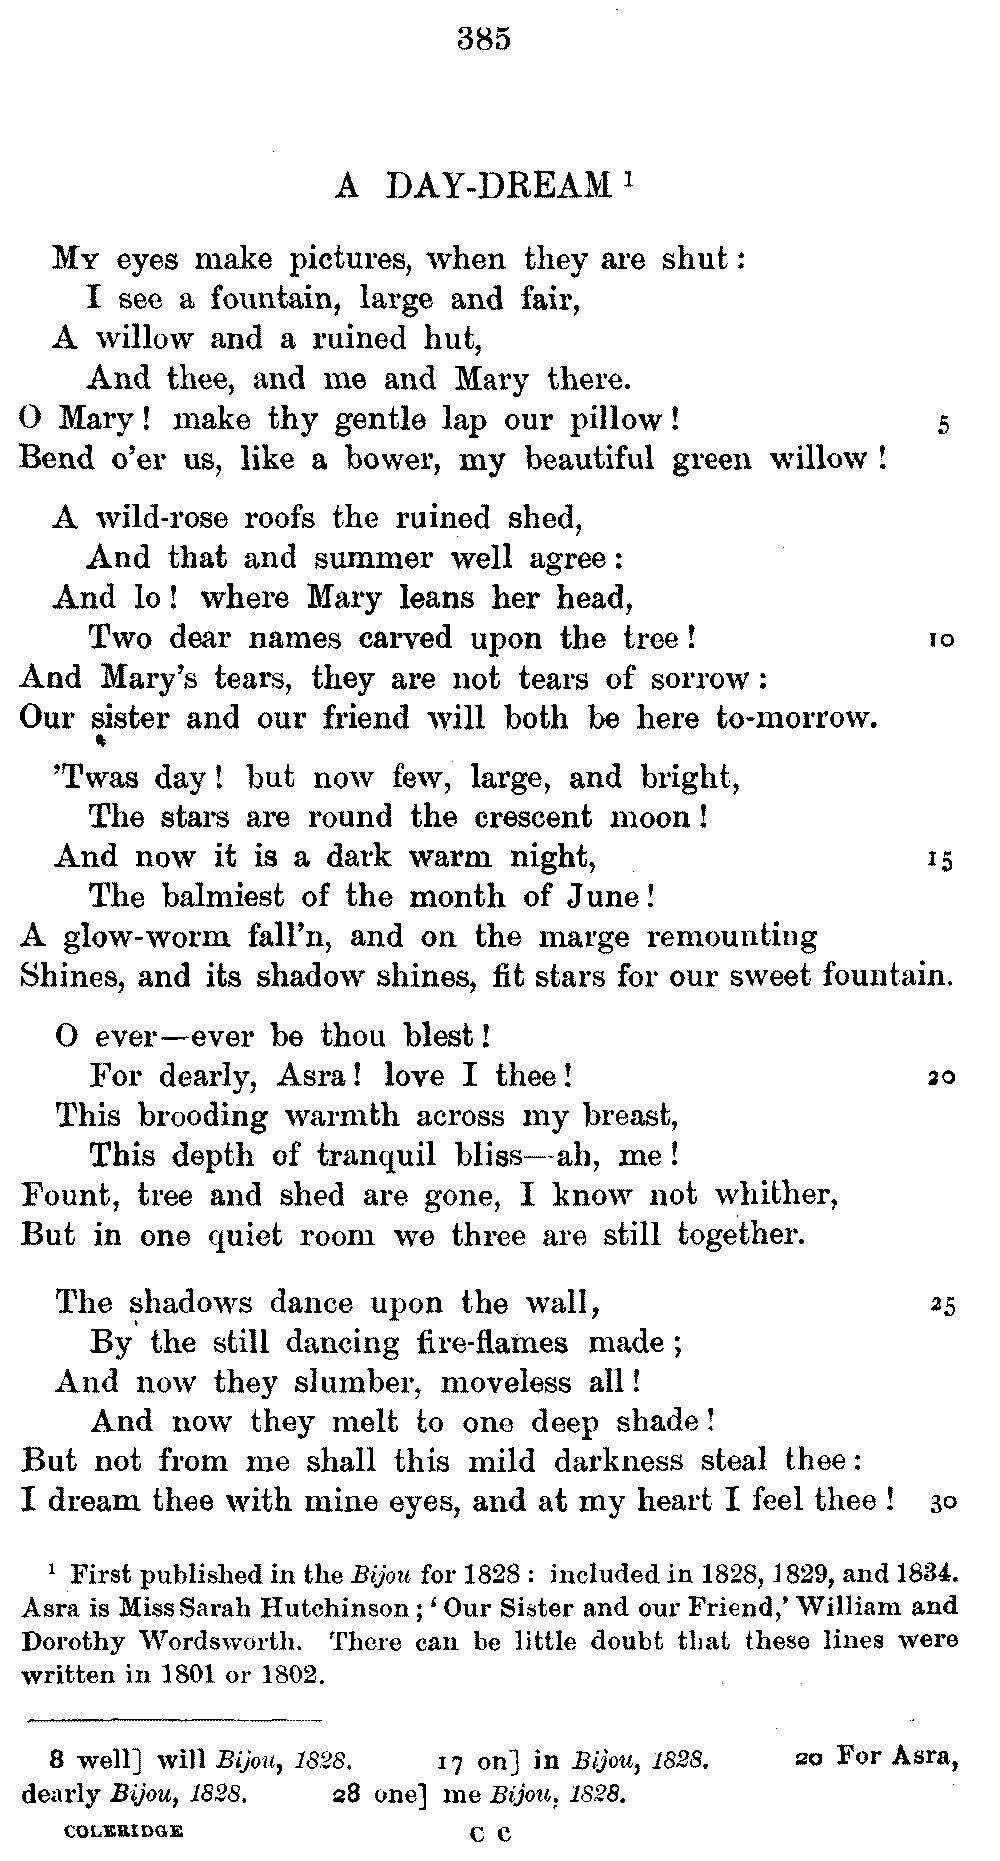 385
A DAY-DREAM ¹
MY eyes make pictures, when they are shut :
I see a fountain, large and fair,
A willow and a ruined hut,
And thee, and me and Mary there.
O Mary ! make thy gentle lap our pillow ! 5
Bend o'er us, like a bower, my beautiful green willow !
A wild-rose roofs the ruined shed,
And that and summer well agree :
And lo ! where Mary leans her head,
Two dear names carved upon the tree ! 10
And Mary's tears, they are not tears of sorrow :
Our sister and our friend will both be here to-morrow.
'Twas day ! but now few, large, and bright,
The stars are round the crescent moon !
And now it is a dark warm night, 15
The balmiest of the month of June !
A glow-worm fall'n, and on the marge remounting
Shines, and its shadow shines, fit stars for our sweet fountain.
O ever—ever be thou blest !
For dearly, Asra ! love I thee ! 20
This brooding warmth across my breast,
This depth of tranquil bliss—ah, me !
Fount, tree and shed are gone, I know not whither,
But in one quiet room we three are still together.
The shadows dance upon the wall, 25
By the still dancing fire-flames made ;
And now they slumber, moveless all !
And now they melt to one deep shade !
But not from me shall this mild darkness steal thee :
I dream thee with mine eyes, and at my heart I feel thee ! 30
¹ First published in the Bijou for 1828 : included in 1828, 1829, and 1834.
Asra is Miss Sarah Hutchinson ; 'Our Sister and our Friend,' William and
Dorothy Wordsworth. There can be little doubt that these lines were
written in 1801 or 1802.
8 well] will Bijou, 1828. 17 on] in Bijou, 1828. 20 For Asra,
dearly Bijou, 1828. 28 one] me Bijou, 1828.
COLERIDGE C C